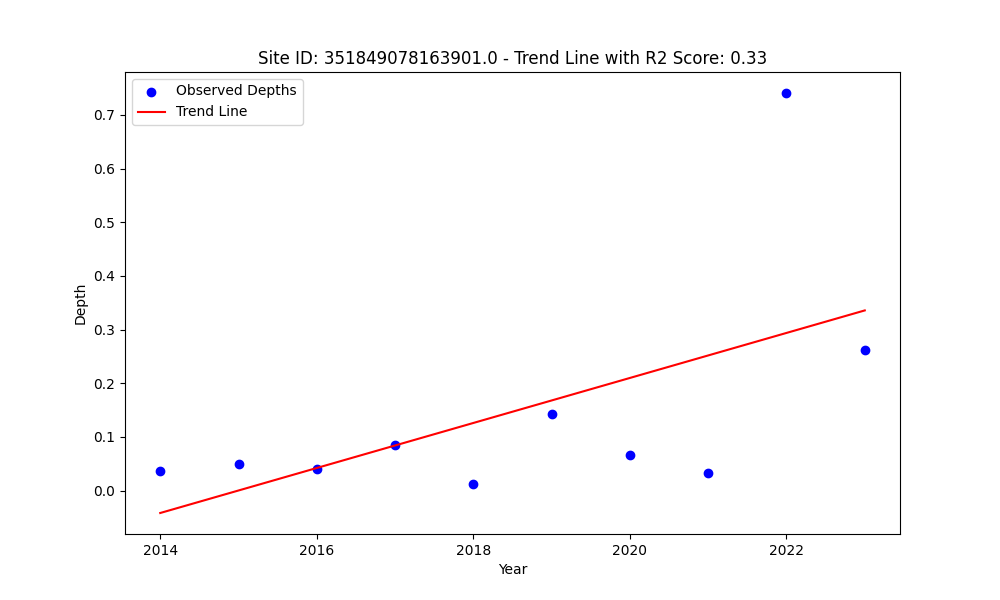 Site ID: 351849078163901.0 - Trend Line with R2 Score: 0.33
Observed Depths
Trend Line
0.7
0.6
0.5
0.4
0.3
0.2
0.1
0.0
Depth
2014
2016
2018
2020
2022
Year